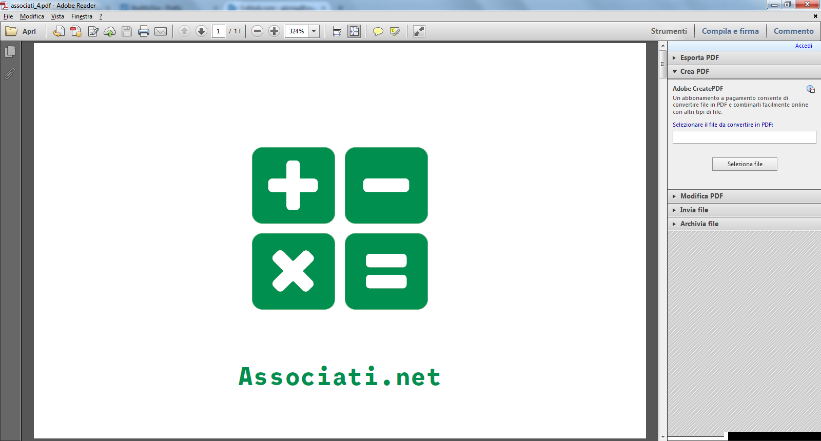 associati_4.pdf - Adobe Reader
File Modifica Vista Finestra ?
Apri
1
324%
Strumenti
Compila e firma
Commento
Accedi
Esporta PDF
Crea PDF
Adobe CreatePDF
Un abbonamento a pagamento consente di
convertire file in PDF e combinarli facilmente online
con altri tipi di file.
Selezionare il file da convertire in PDF:
Seleziona file
Modifica PDF
Invia file
Archivia file
Associati.net